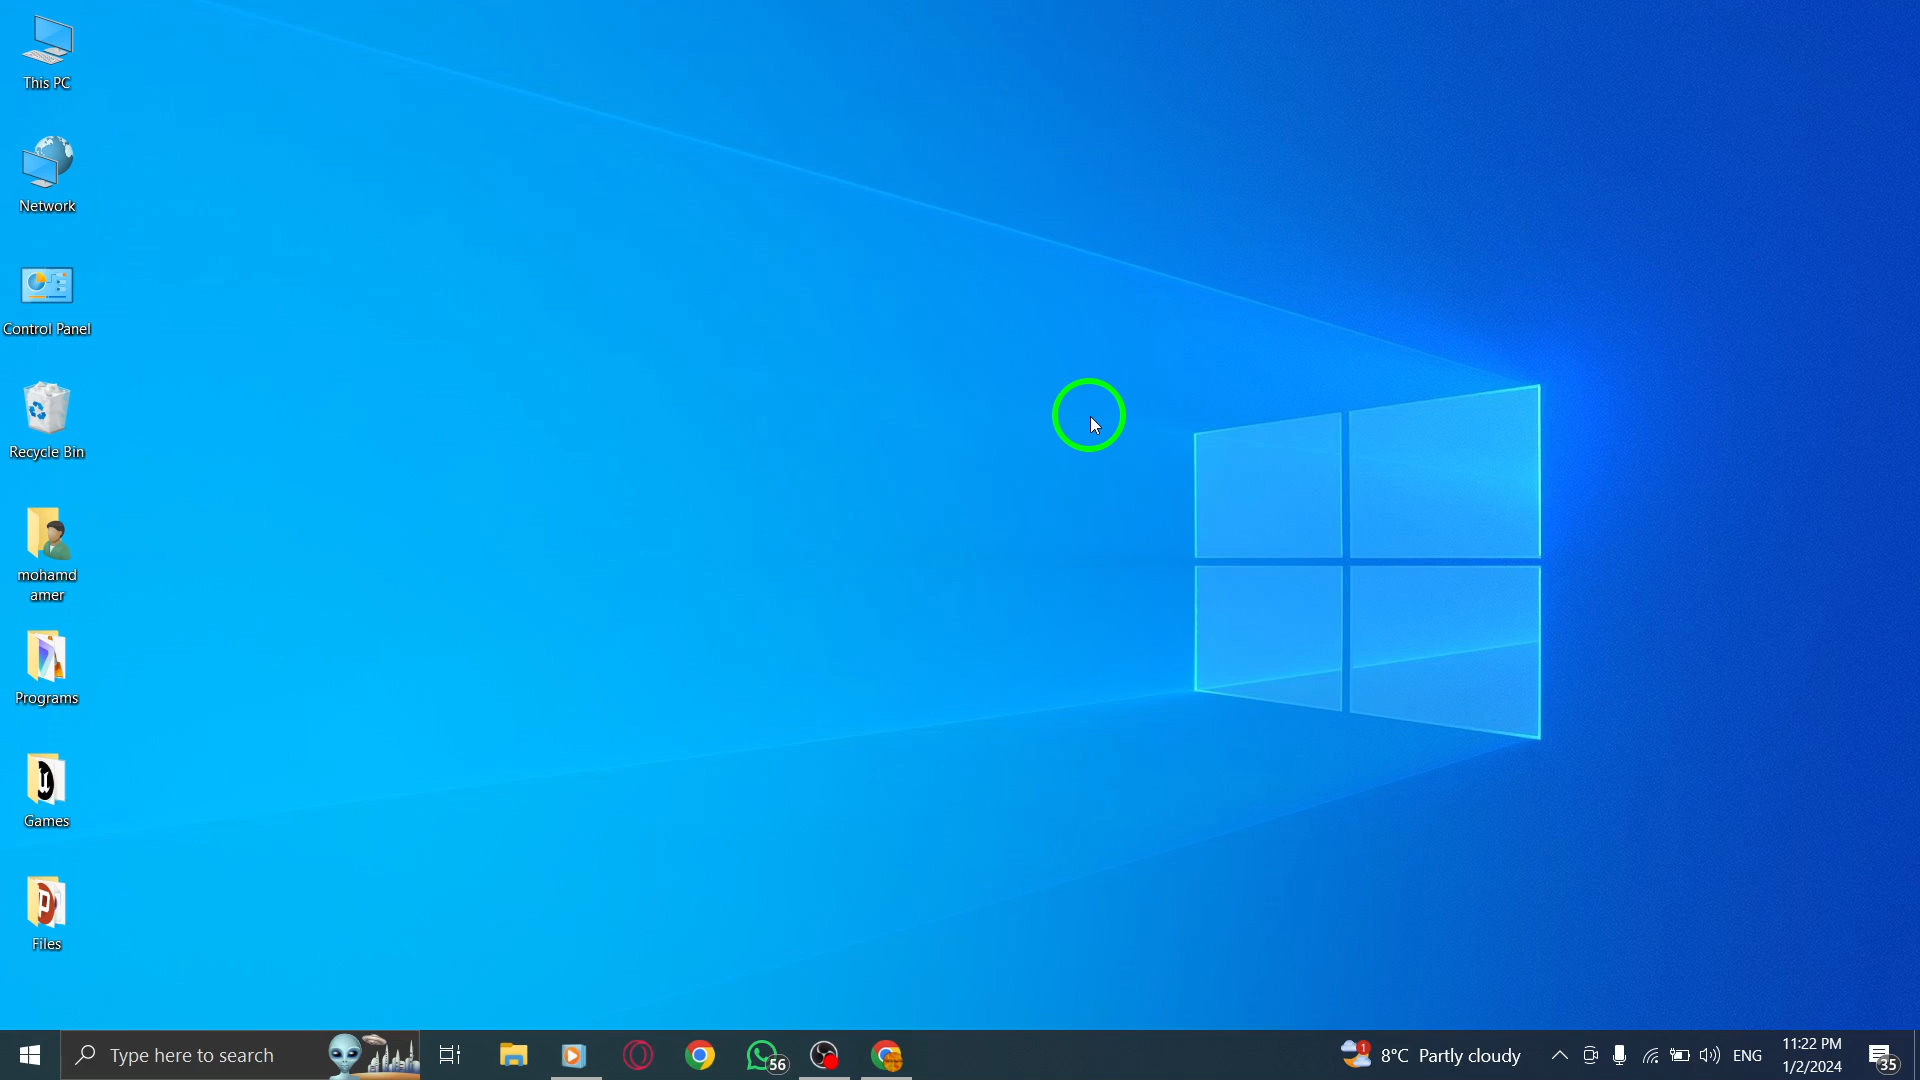 This PC
Network
Control Panel
Recycle Bin
mohamd
amer
Programs
Games
Files
Type here to search
56
1
8°C Partly cloudy
ENG
11:22 PM
1/2/2024
35